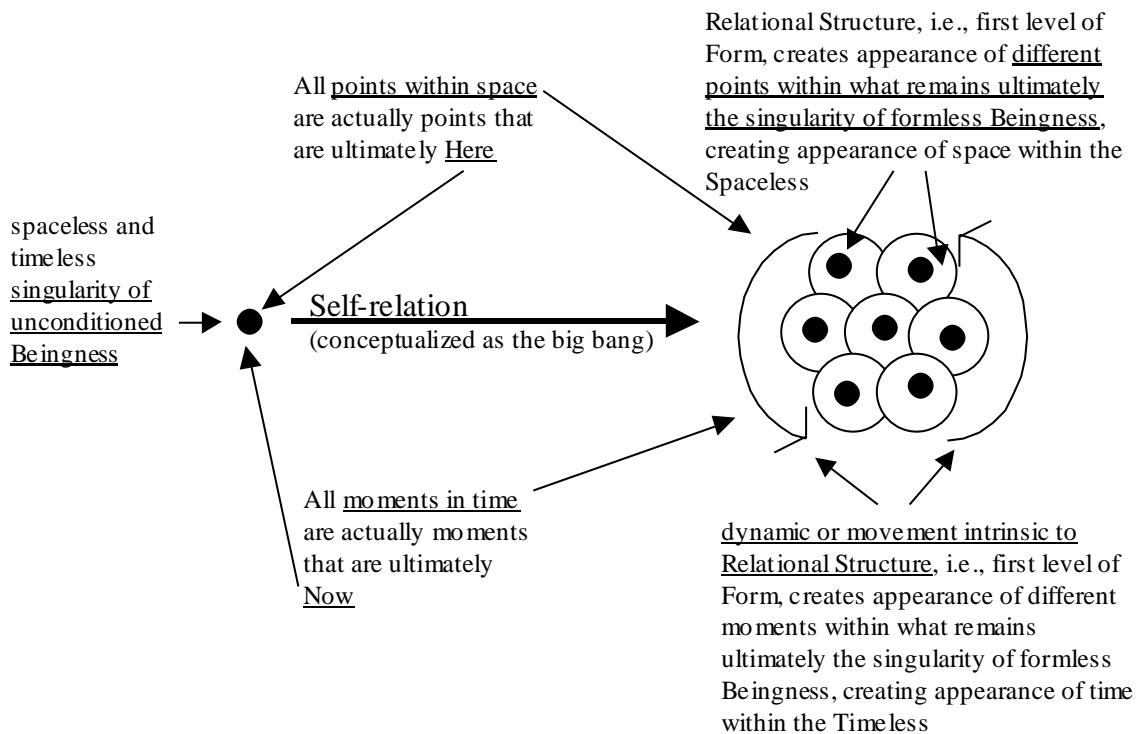 Relational Structure, i.e., first level of
Form, creates appearance of different
points within what remains ultimately
the singularity of formless Beingness,
creating appearance of space within the
Spaceless
All points within space
are actually points that
are ultimately Here
spaceless and
timeless
singularity of
unconditioned
Beingness
Self-relation
(conceptualized as the big bang)
All moments in time
are actually moments
that are ultimately
Now
dynamic or movement intrinsic to
Relational Structure, i.e., first level of
Form, creates appearance of different
moments within what remains
ultimately the singularity of formless
Beingness, creating appearance of time
within the Timeless